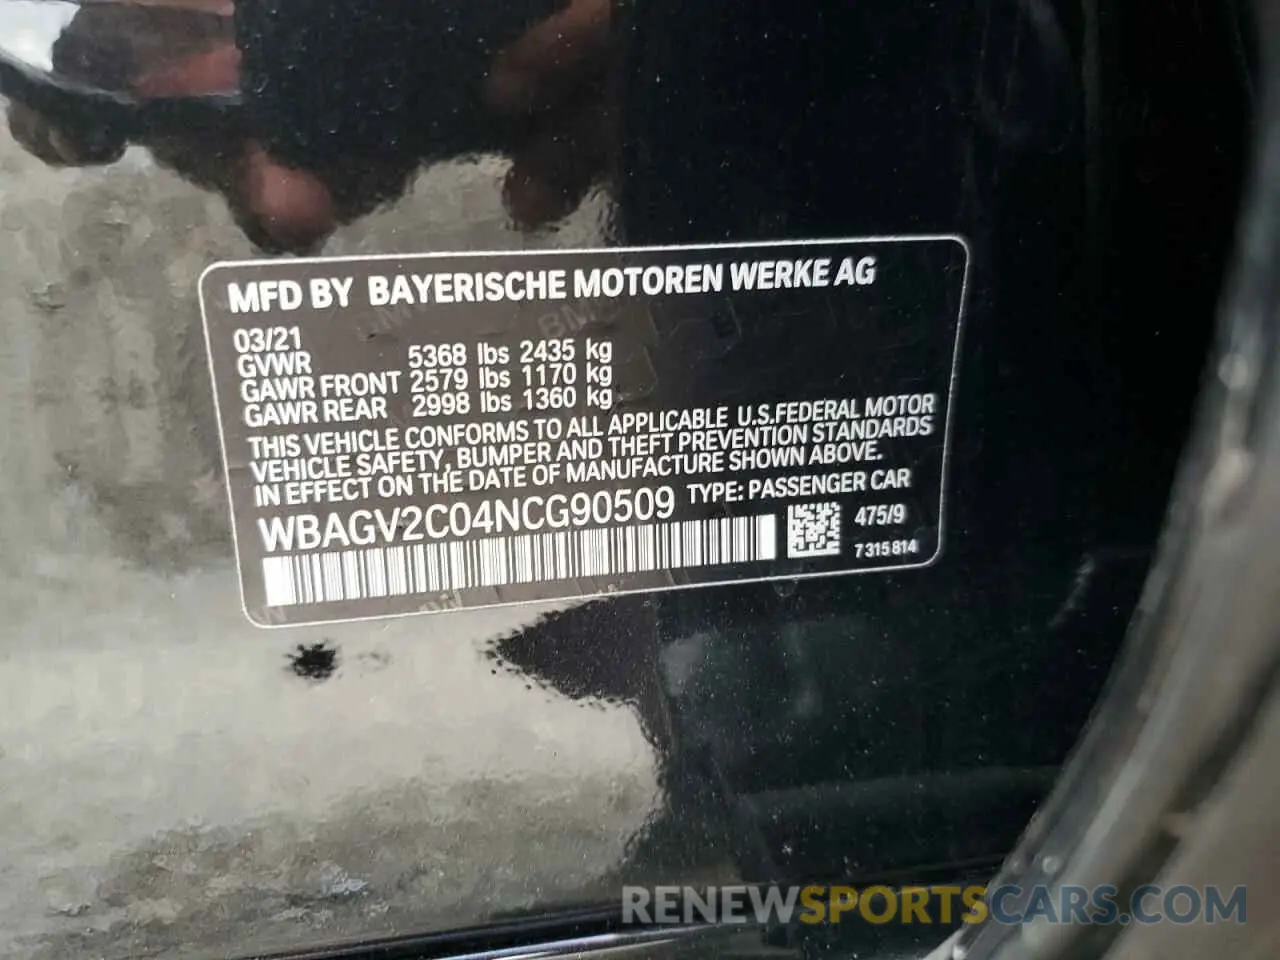 MFD BY BAYERISCHE MOTOREN WERKE AG
03/21
GVWR 5368 lbs 2435 kg
GAWR FRONT 2579 lbs 1170 kg
GAWR REAR 2998 lbs 1360 kg
THIS VEHICLE CONFORMS TO ALL APPLICABLE U.S.FEDERAL MOTOR
VEHICLE SAFETY, BUMPER AND THEFT PREVENTION STANDARDS
IN EFFECT ON THE DATE OF MANUFACTURE SHOWN ABOVE.
WBAGV2C04NCG90509 TYPE: PASSENGER CAR
475/9
7315814
RENEWSPORTSCARS.COM